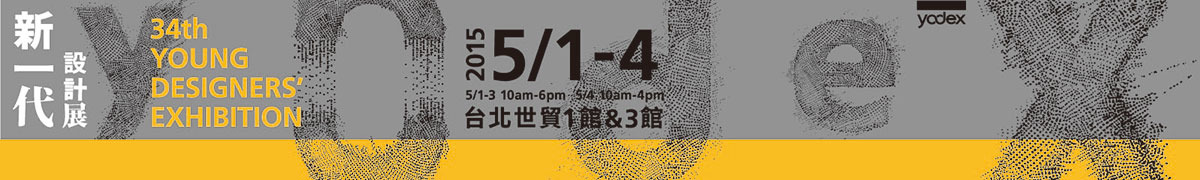 新一代
設計展
34th
YOUNG
DESIGNERS'
EXHIBITION
2015
5/1-4
5/1-3 10am-6pm 5/4 10am-4pm
台北世貿1館&3館
yodex
yodex